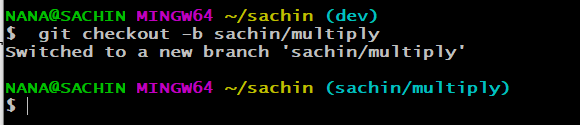 NANA@SACHIN MINGW64 ~/sachin (dev)
$ git checkout -b sachin/multiply
Switched to a new branch 'sachin/multiply'
NANA@SACHIN MINGW64 ~/sachin (sachin/multiply)
$